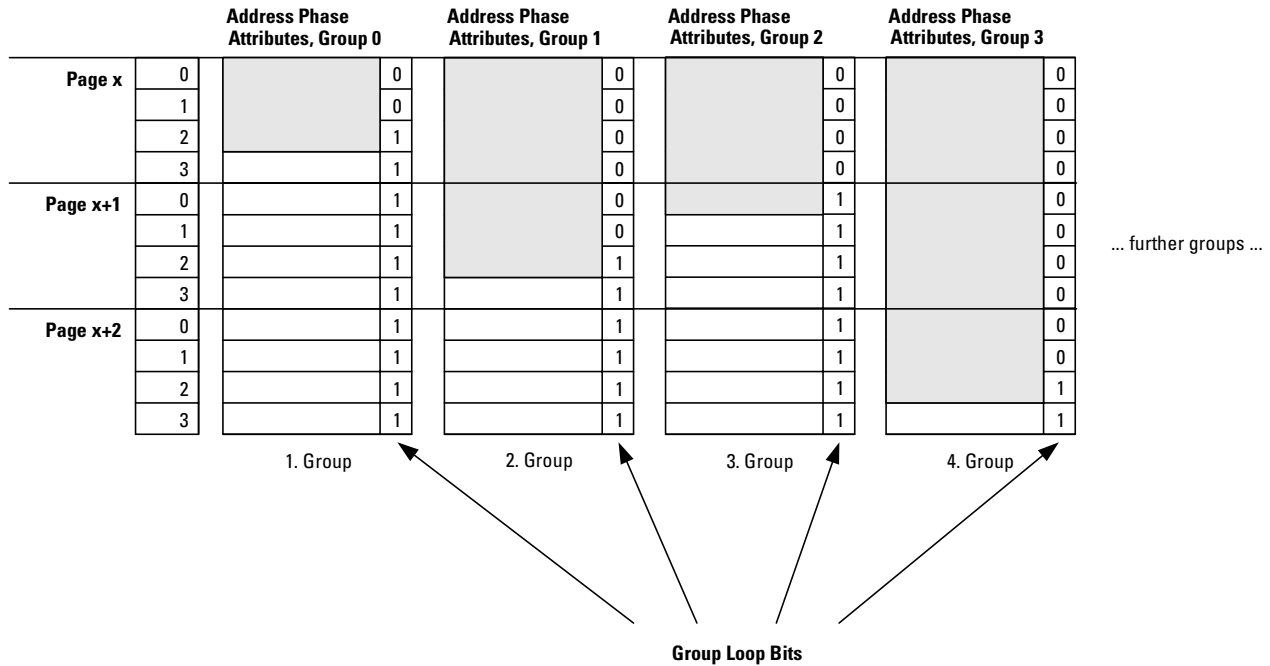 Address Phase Attributes, Group 0
Address Phase Attributes, Group 1
Address Phase Attributes, Group 2
Address Phase Attributes, Group 3
Page x 0 0 0 0 0
1 0 0 0 0
2 1 0 0 0
3 1 0 0 0
Page x+1 0 1 0 1 0
1 1 0 1 0
2 1 1 1 0
3 1 1 1 0
... further groups ...
Page x+2 0 1 1 1 0
1 1 1 1 0
2 1 1 1 1
3 1 1 1 1
1. Group 2. Group 3. Group 4. Group
Group Loop Bits